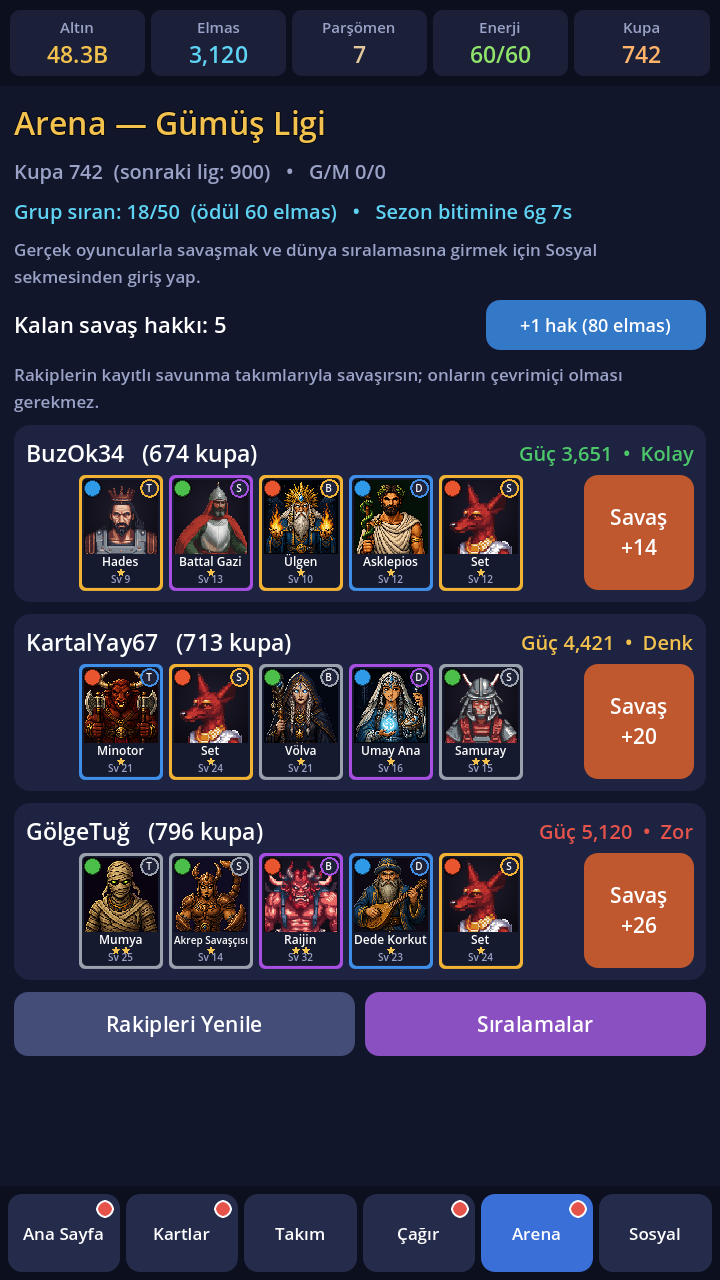 Altın
48.3B
Elmas
3,120
Parşömen
7
Enerji
60/60
Kupa
742
Arena — Gümüş Ligi
Kupa 742 (sonraki lig: 900) • G/M 0/0
Grup sıran: 18/50 (ödül 60 elmas) • Sezon bitimine 6g 7s
Gerçek oyuncularla savaşmak ve dünya sıralamasına girmek için Sosyal
sekmesinden giriş yap.
Kalan savaş hakkı: 5
+1 hak (80 elmas)
Rakiplerin kayıtlı savunma takımlarıyla savaşırsın; onların çevrimiçi olması
gerekmez.
BuzOk34 (674 kupa)
Güç 3,651 • Kolay
T
Hades
Sv 9
S
Battal Gazi
Sv 13
B
Ülgen
Sv 10
D
Asklepios
Sv 12
S
Set
Sv 12
Savaş
+14
KartalYay67 (713 kupa)
Güç 4,421 • Denk
T
Minotor
Sv 21
S
Set
Sv 24
B
Völva
Sv 21
D
Umay Ana
Sv 16
S
Samuray
Sv 15
Savaş
+20
GölgeTuğ (796 kupa)
Güç 5,120 • Zor
T
Mumya
Sv 25
S
Akrep Savaşçısı
Sv 14
B
Raijin
Sv 32
D
Dede Korkut
Sv 23
S
Set
Sv 24
Savaş
+26
Rakipleri Yenile
Sıralamalar
Ana Sayfa
Kartlar
Takım
Çağır
Arena
Sosyal